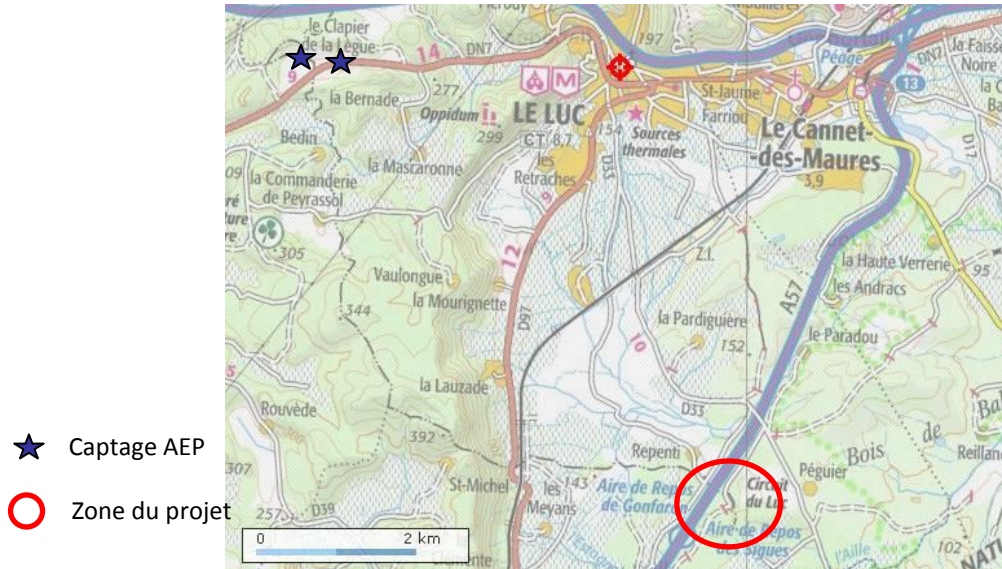 le Clapier
de la Lègue
14
DN7
197
Péage
la Bernade
277
9
Oppidum
M
LE LUC
St-Jaume
Farriou
13
DN7
299
CT 8,7
154
Sources
thermales
Le Cannet-
-des-Maures
D17
Bedin
la Mascaronne
les
Retraches
D33
3,9
la Commanderie
de Peyrassol
9
305
12
Z.I.
la Haute Verrerie
95
les Andracs
Vaulongue
la Mourignette
344
D97
A57
la Pardiguière
10
152
le Paradou
la Lauzade
D33
Rouvède
392
Repenti
Péguier
Bois de
Captage AEP
307
St-Michel
les
Meyans
143
Aire de Repos
de Gonfaron
Circuit
du Luc
Zone du projet
257
D39
Aire de Repos
des Sigues
l'Aille
102
0
2 km